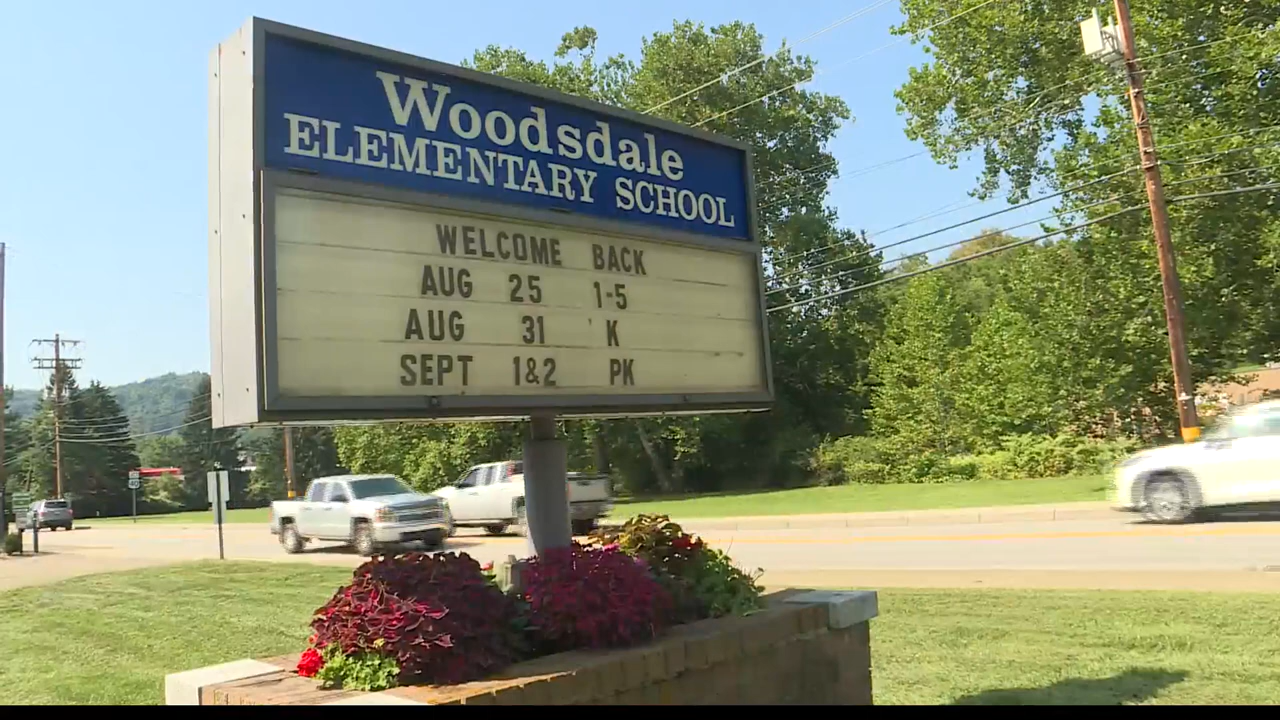 Woodsdale
ELEMENTARY SCHOOL
WELCOME BACK
AUG 25 1-5
AUG 31 K
SEPT 1&2 PK